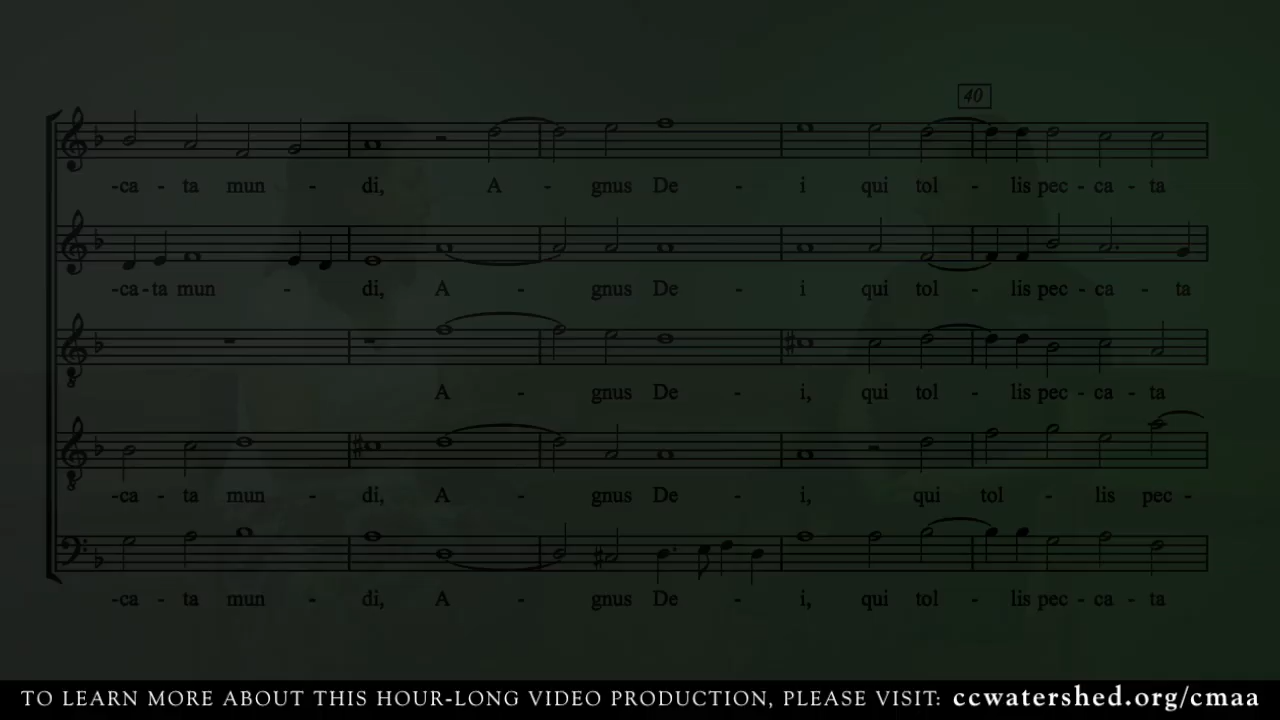 40
-ca - ta mun - di, A - gnus De - i qui tol - lis pec - ca - ta
-ca - ta mun - di, A - gnus De - i qui tol - lis pec - ca - ta
A - gnus De - i, qui tol - lis pec - ca - ta
-ca - ta mun - di, A - gnus De - i, qui tol - lis pec -
-ca - ta mun - di, A - gnus De - i, qui tol - lis pec - ca - ta
TO LEARN MORE ABOUT THIS HOUR-LONG VIDEO PRODUCTION, PLEASE VISIT: ccwatershed.org/cmaa